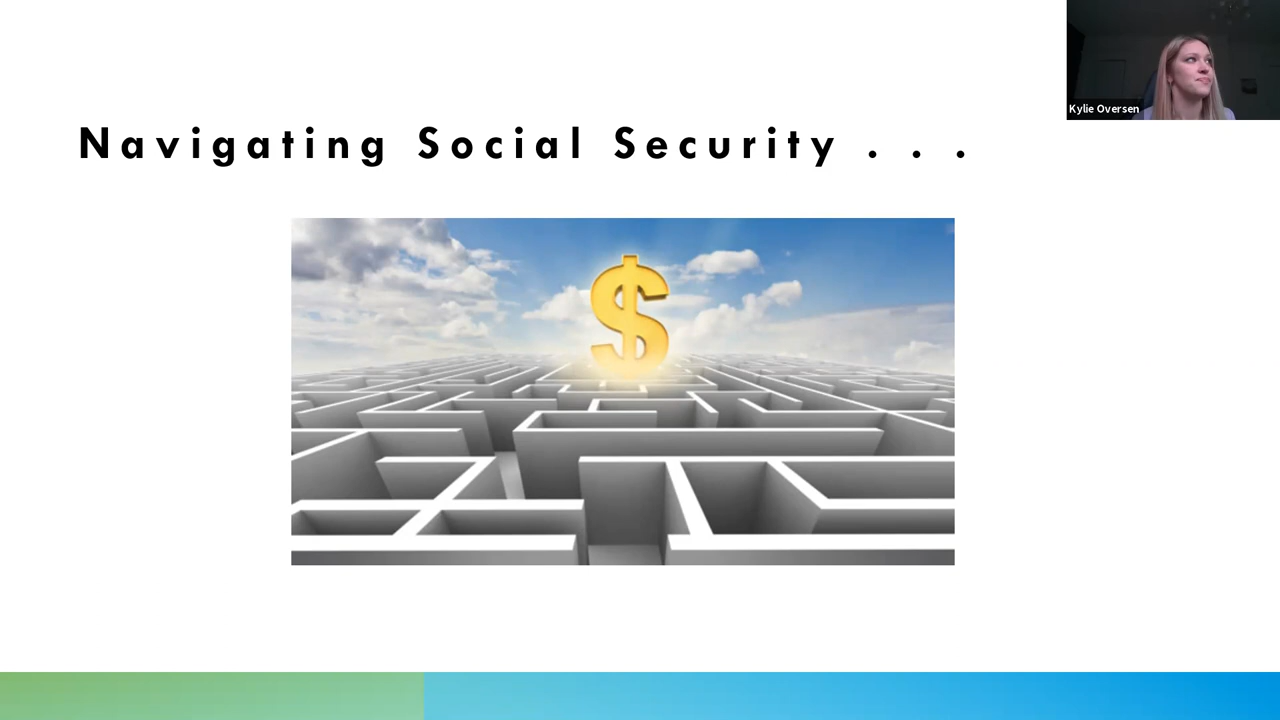 Kylie Oversen
Navigating Social Security . . .
$